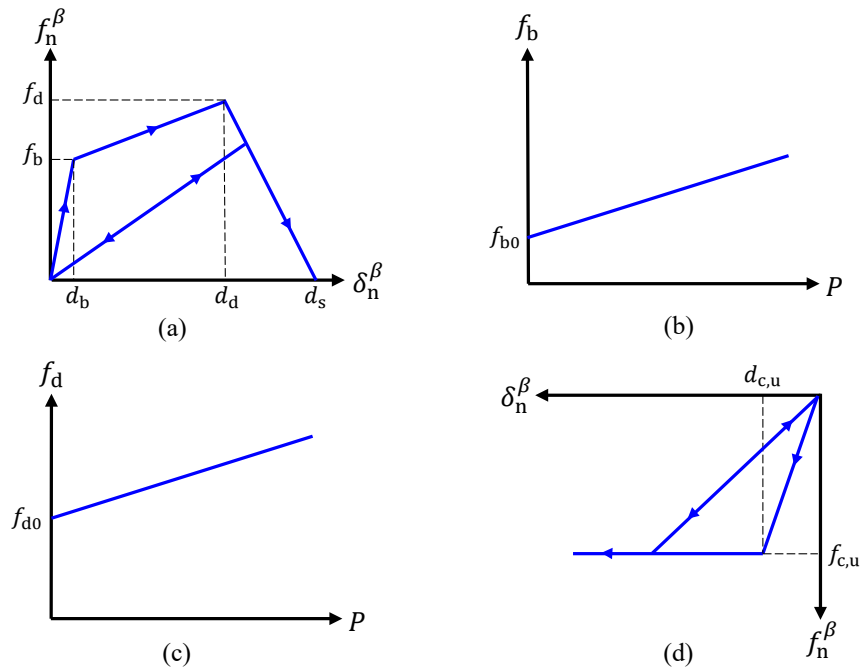 f_n^β
f_d
f_b
d_b
d_d
d_s
δ_n^β
(a)
f_b
f_b0
P
(b)
f_d
f_d0
P
(c)
d_c,u
δ_n^β
f_c,u
f_n^β
(d)